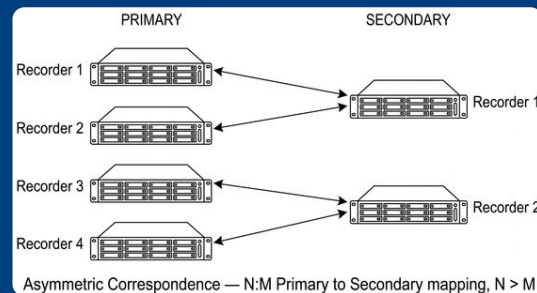 PRIMARY
SECONDARY
Recorder 1
Recorder 1
Recorder 2
Recorder 3
Recorder 2
Recorder 4
Asymmetric Correspondence — N:M Primary to Secondary mapping, N > M